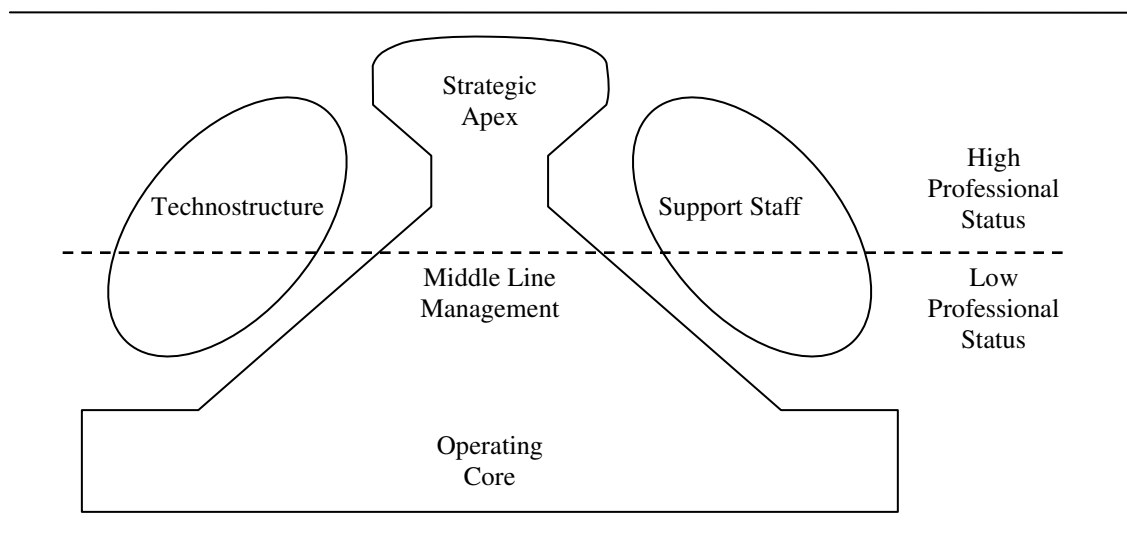 Strategic
Apex
Technostructure
Support Staff
High
Professional
Status
Middle Line
Management
Low
Professional
Status
Operating
Core